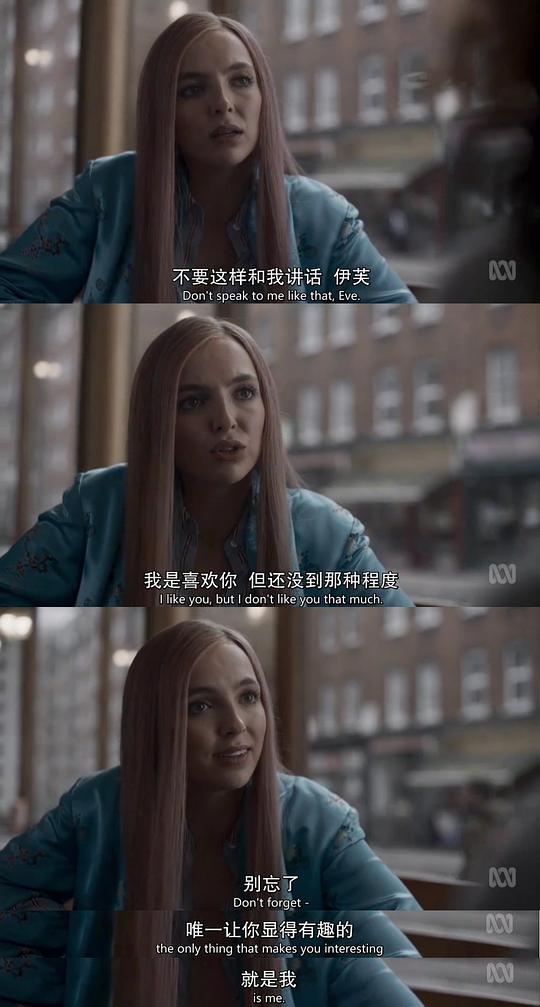 不要这样和我讲话 伊芙
Don't speak to me like that, Eve.
我是喜欢你 但还没到那种程度
I like you, but I don't like you that much.
别忘了
Don't forget -
唯一让你显得有趣的
the only thing that makes you interesting
就是我
is me.